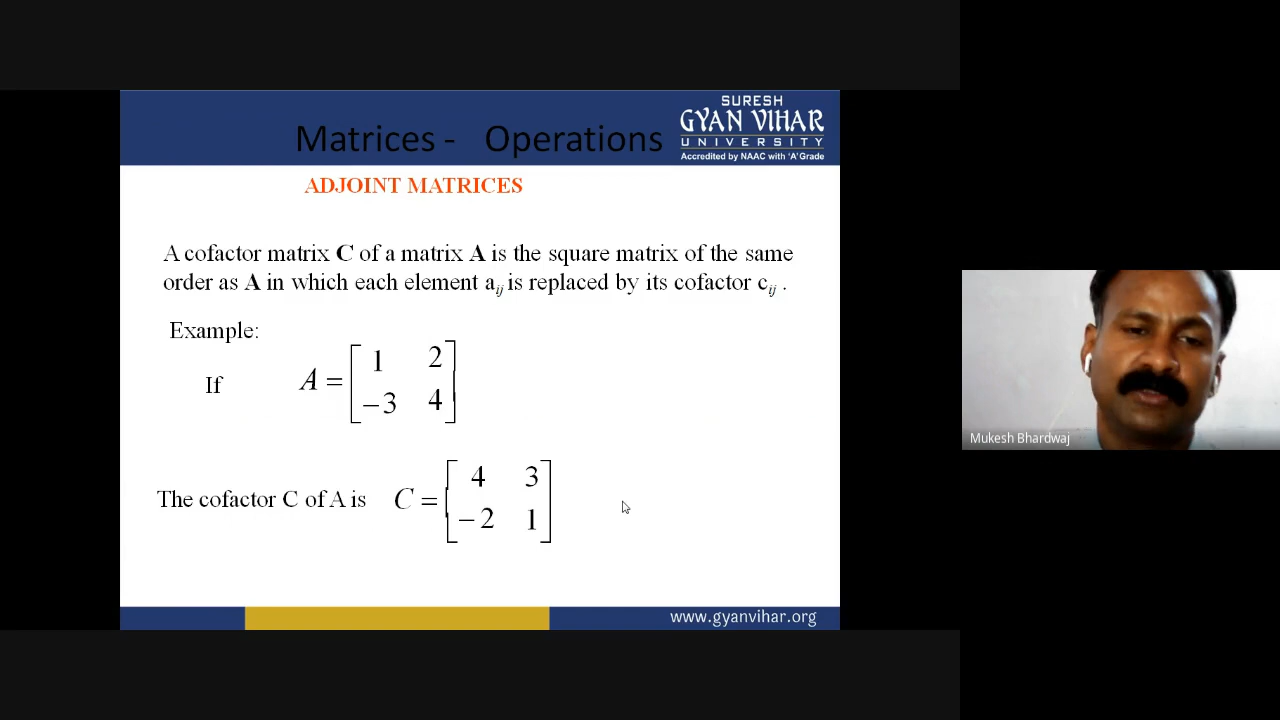 Matrices - Operations
SURESH
GYAN VIHAR
UNIVERSITY
Accredited by NAAC with 'A' Grade
ADJOINT MATRICES
A cofactor matrix C of a matrix A is the square matrix of the same
order as A in which each element a_ij is replaced by its cofactor c_ij .
Example:
If A = [ 1 2
−3 4 ]
The cofactor C of A is C = [ 4 3
−2 1 ]
www.gyanvihar.org
Mukesh Bhardwaj